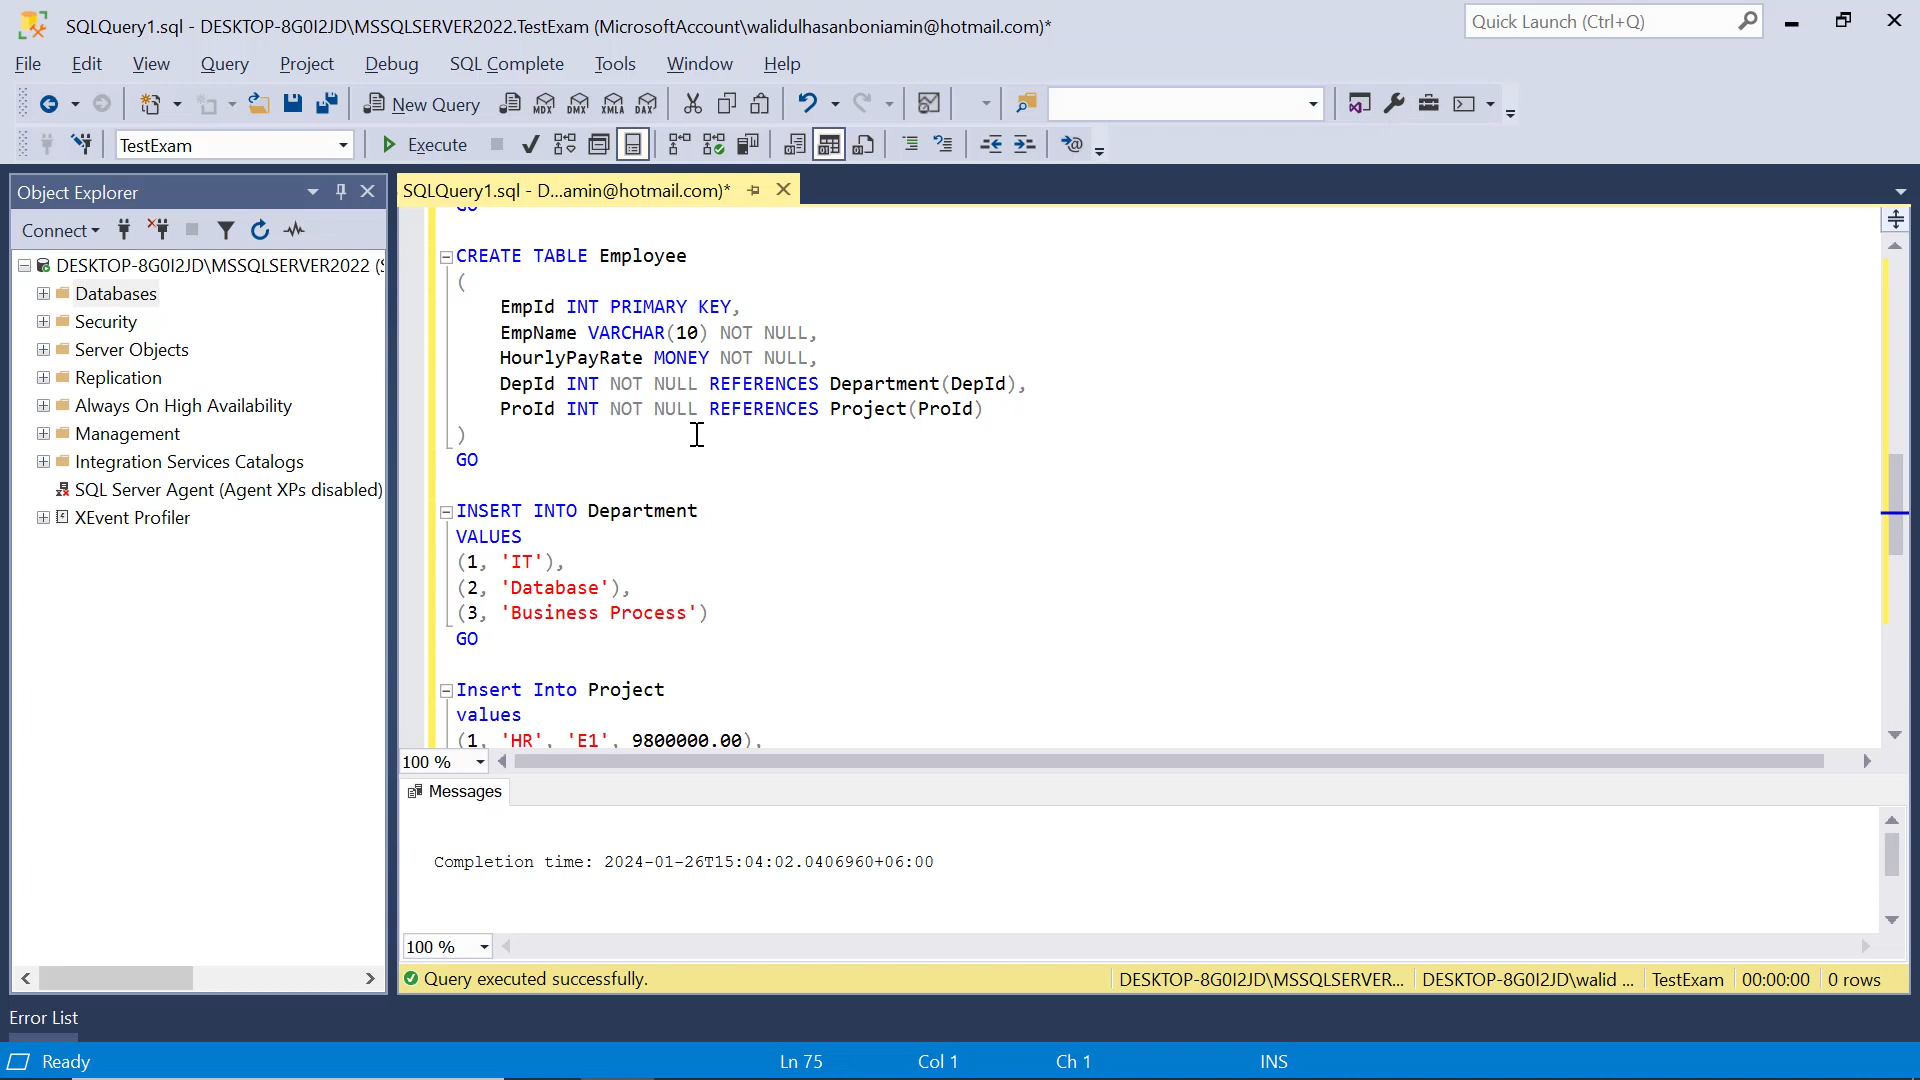 SQLQuery1.sql - DESKTOP-8G0I2JD\MSSQLSERVER2022.TestExam (MicrosoftAccount\walidulhasanboniamin@hotmail.com)*
Quick Launch (Ctrl+Q)
File Edit View Query Project Debug SQL Complete Tools Window Help
New Query MDX DMX XMLA DAX
TestExam Execute
Object Explorer
SQLQuery1.sql - D...amin@hotmail.com)*
Connect
DESKTOP-8G0I2JD\MSSQLSERVER2022 (S
Databases
Security
Server Objects
Replication
Always On High Availability
Management
Integration Services Catalogs
SQL Server Agent (Agent XPs disabled)
XEvent Profiler
GO
CREATE TABLE Employee
(
EmpId INT PRIMARY KEY,
EmpName VARCHAR(10) NOT NULL,
HourlyPayRate MONEY NOT NULL,
DepId INT NOT NULL REFERENCES Department(DepId),
ProId INT NOT NULL REFERENCES Project(ProId)
)
GO
INSERT INTO Department
VALUES
(1, 'IT'),
(2, 'Database'),
(3, 'Business Process')
GO
Insert Into Project
values
(1, 'HR', 'E1', 9800000.00),
100 %
Messages
Completion time: 2024-01-26T15:04:02.0406960+06:00
100 %
Query executed successfully. DESKTOP-8G0I2JD\MSSQLSERVER... DESKTOP-8G0I2JD\walid ... TestExam 00:00:00 0 rows
Error List
Ready Ln 75 Col 1 Ch 1 INS